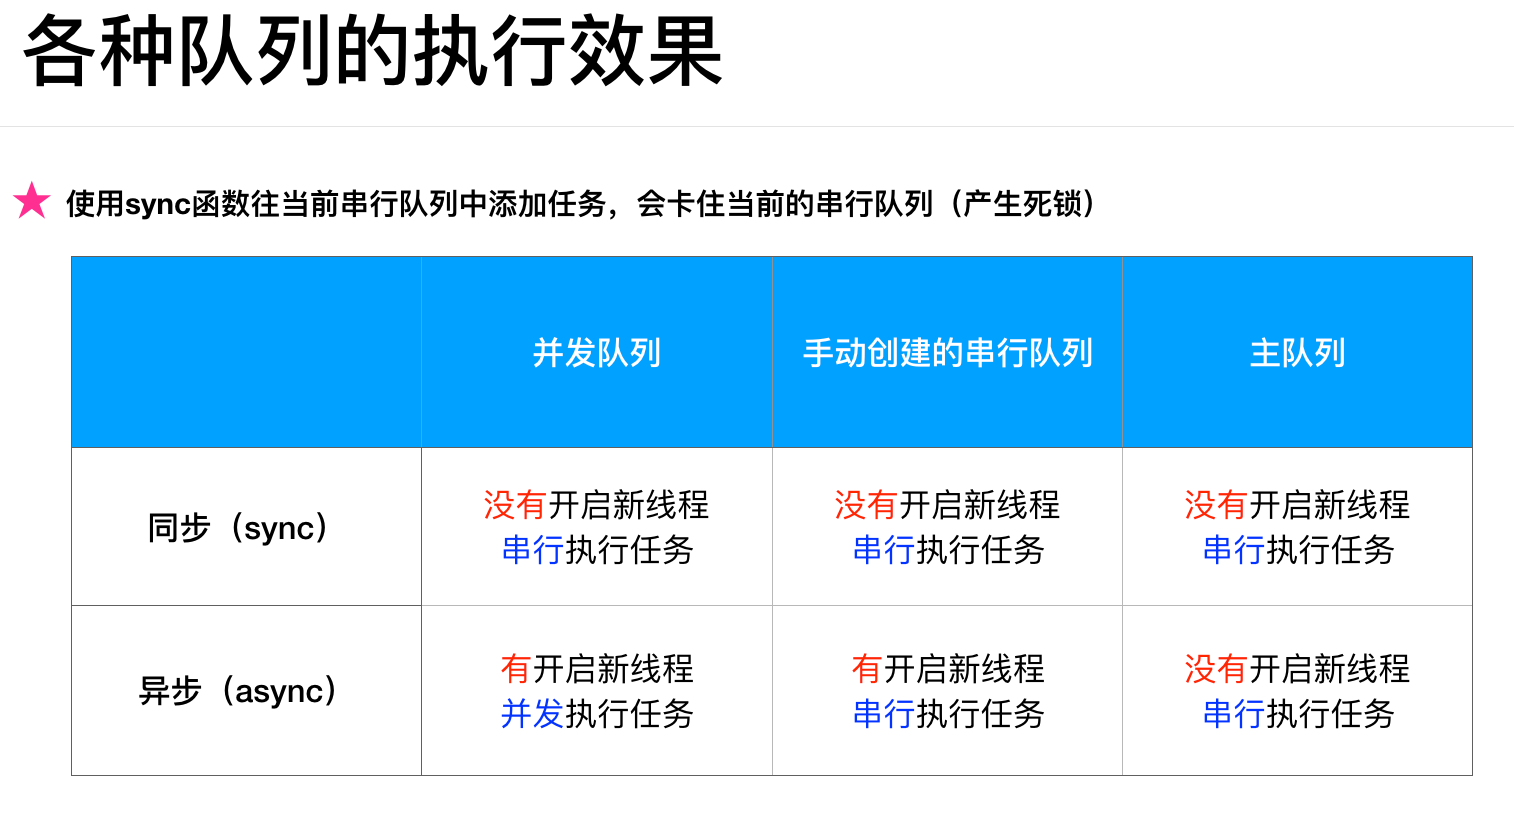 各种队列的执行效果
使用sync函数往当前串行队列中添加任务，会卡住当前的串行队列（产生死锁）
并发队列
手动创建的串行队列
主队列
同步（sync）
没有开启新线程
串行执行任务
没有开启新线程
串行执行任务
没有开启新线程
串行执行任务
异步（async）
有开启新线程
并发执行任务
有开启新线程
串行执行任务
没有开启新线程
串行执行任务